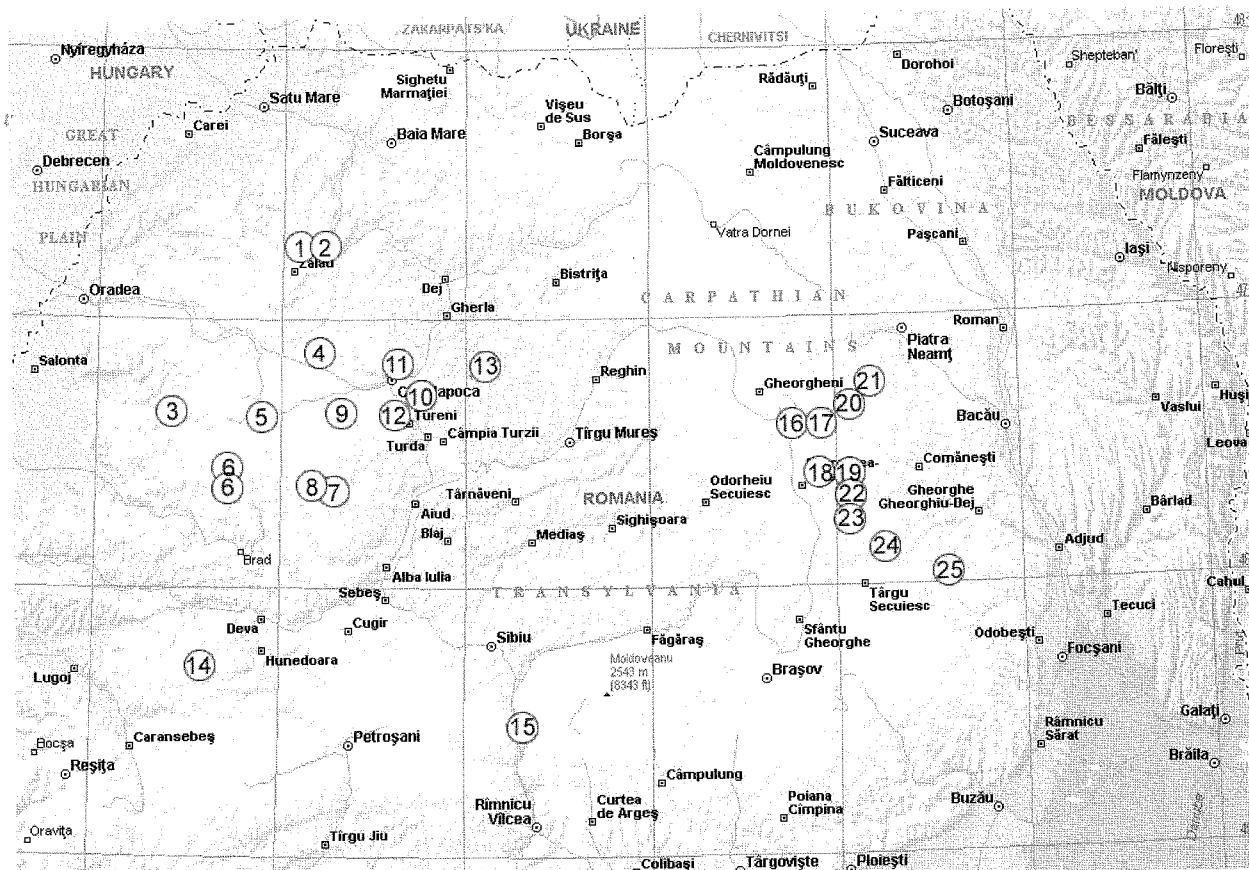 ZAKARPATS'KA
UKRAINE
CHERNIVITSI
48
Nyíregyháza
HUNGARY
Satu Mare
Carei
GREAT
Debrecen
HUNGARIAN
PLAIN
Sighetu
Marmaţiei
Baia Mare
Vişeu
de Sus
Borşa
Rădăuţi
Dorohoi
Botoşani
Suceava
Câmpulung
Moldovenesc
Fălticeni
BUKOVINA
Vatra Dornei
Paşcani
Shepteban'
Floreşti
Bălţi
BESSARABIA
Făleşti
Flamynzeny
MOLDOVA
Iaşi
Nisporeny
47
1
2
Zalău
Oradea
Dej
Gherla
Bistriţa
CARPATHIAN
MOUNTAINS
Roman
Piatra
Neamţ
Salonta
4
11
13
Reghin
Gheorgheni
21
20
Huşi
Vaslui
3
5
9
10
12
Tureni
Turda
Câmpia Turzii
Tîrgu Mureş
16
17
Bacău
Leova
6
6
8
7
Târnăveni
Aiud
Blaj
Mediaş
ROMANIA
Sighişoara
Odorheiu
Secuiesc
18
19
22
23
Comăneşti
Gheorghe
Gheorghiu-Dej
Bârlad
24
25
Adjud
Brad
Alba Iulia
Sebeş
TRANSYLVANIA
Târgu
Secuiesc
Cahul
Tecuci
Deva
Cugir
Hunedoara
Sibiu
Făgăraş
Sfântu
Gheorghe
Odobeşti
Focşani
14
Lugoj
Moldoveanu
2543 m
(8343 ft)
Braşov
15
Galaţi
Bocşa
Caransebeş
Reşiţa
Petroşani
Câmpulung
Râmnicu
Sărat
Brăila
Oraviţa
Tîrgu Jiu
Rîmnicu
Vîlcea
Curtea
de Argeş
Poiana
Cîmpina
Buzău
Danube
Colibaşi
Târgovişte
Ploieşti